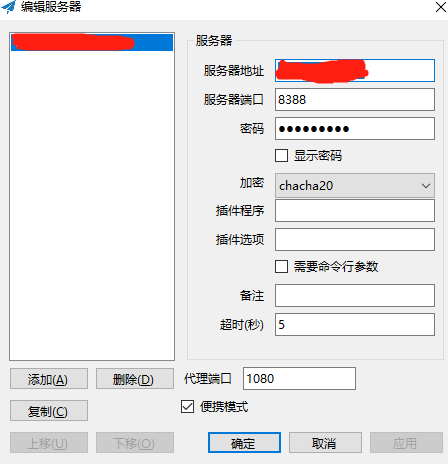 编辑服务器
服务器
服务器地址
服务器端口 8388
密码 ●●●●●●●●●
显示密码
加密 chacha20
插件程序
插件选项
需要命令行参数
备注
超时(秒) 5
添加(A) 删除(D) 代理端口 1080
复制(C) 便携模式
上移(U) 下移(O) 确定 取消 应用